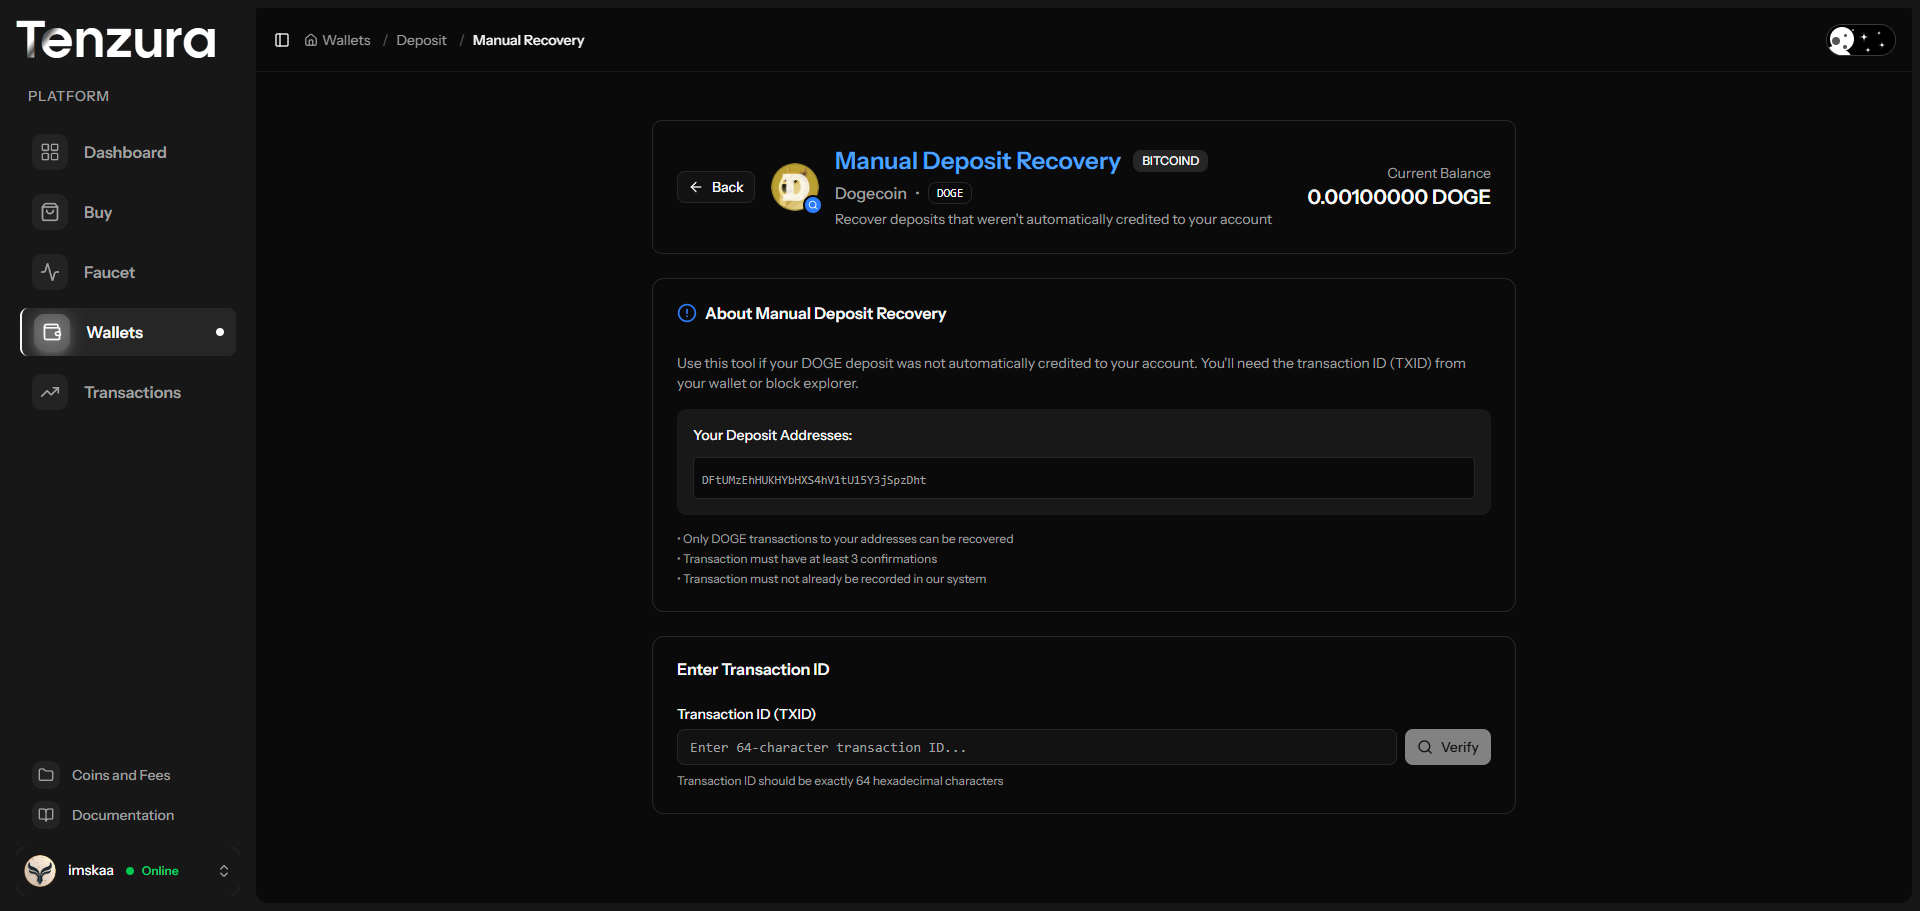 Tenzura
PLATFORM
Dashboard
Buy
Faucet
Wallets
Transactions
Coins and Fees
Documentation
imskaa
Online
Wallets / Deposit / Manual Recovery
Back
Manual Deposit Recovery BITCOIND
Dogecoin • DOGE
Recover deposits that weren't automatically credited to your account
Current Balance
0.00100000 DOGE
About Manual Deposit Recovery
Use this tool if your DOGE deposit was not automatically credited to your account. You'll need the transaction ID (TXID) from
your wallet or block explorer.
Your Deposit Addresses:
DFtUMzEhHUKHYbHXS4hV1tU15Y3jSpzDht
• Only DOGE transactions to your addresses can be recovered
• Transaction must have at least 3 confirmations
• Transaction must not already be recorded in our system
Enter Transaction ID
Transaction ID (TXID)
Enter 64-character transaction ID...
Verify
Transaction ID should be exactly 64 hexadecimal characters